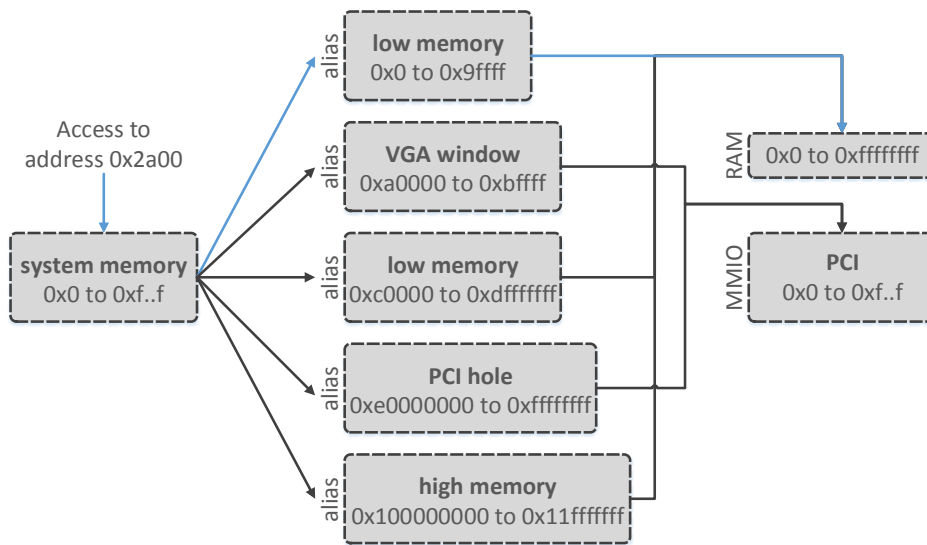 Access to
address 0x2a00
system memory
0x0 to 0xf..f
alias
low memory
0x0 to 0x9ffff
alias
VGA window
0xa0000 to 0xbffff
alias
low memory
0xc0000 to 0xdfffffff
alias
PCI hole
0xe0000000 to 0xffffffff
alias
high memory
0x100000000 to 0x11fffffff
RAM
0x0 to 0xffffffff
MMIO
PCI
0x0 to 0xf..f